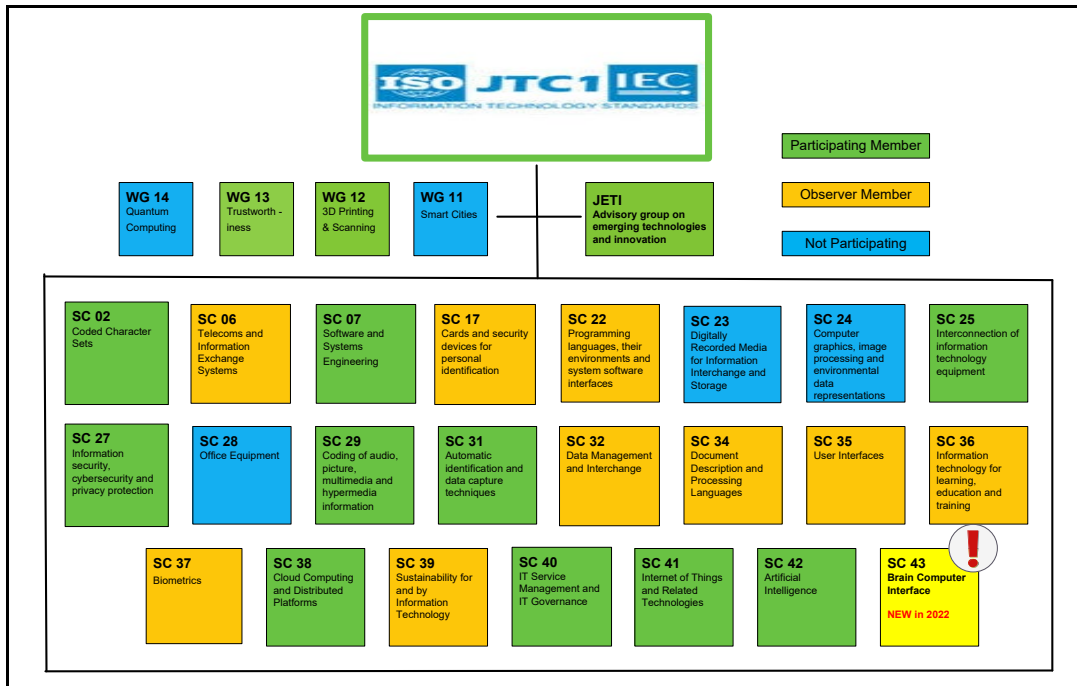 ISO JTC1 IEC
INFORMATION TECHNOLOGY STANDARDS
Participating Member
Observer Member
Not Participating
WG 14
Quantum
Computing
WG 13
Trustworth -
iness
WG 12
3D Printing
& Scanning
WG 11
Smart Cities
JETI
Advisory group on
emerging technologies
and innovation
SC 02
Coded Character
Sets
SC 06
Telecoms and
Information
Exchange
Systems
SC 07
Software and
Systems
Engineering
SC 17
Cards and security
devices for
personal
identification
SC 22
Programming
languages, their
environments and
system software
interfaces
SC 23
Digitally
Recorded Media
for Information
Interchange and
Storage
SC 24
Computer
graphics, image
processing and
environmental
data
representations
SC 25
Interconnection of
information
technology
equipment
SC 27
Information
security,
cybersecurity and
privacy protection
SC 28
Office Equipment
SC 29
Coding of audio,
picture,
multimedia and
hypermedia
information
SC 31
Automatic
identification and
data capture
techniques
SC 32
Data Management
and Interchange
SC 34
Document
Description and
Processing
Languages
SC 35
User Interfaces
SC 36
Information
technology for
learning,
education and
training
SC 37
Biometrics
SC 38
Cloud Computing
and Distributed
Platforms
SC 39
Sustainability for
and by
Information
Technology
SC 40
IT Service
Management and
IT Governance
SC 41
Internet of Things
and Related
Technologies
SC 42
Artificial
Intelligence
SC 43
Brain Computer
Interface
NEW in 2022
!